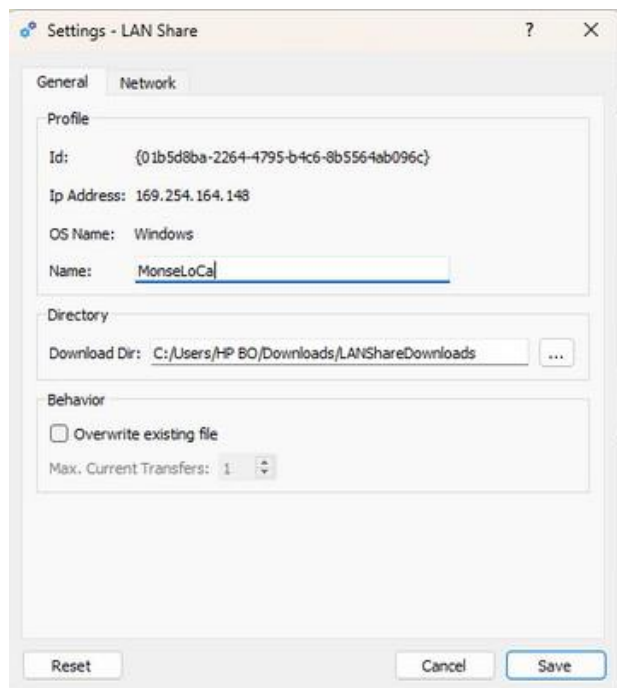 Settings - LAN Share ? ×
General Network
Profile
Id: {01b5d8ba-2264-4795-b4c6-8b5564ab096c}
Ip Address: 169.254.164.148
OS Name: Windows
Name: MonseLoCa
Directory
Download Dir: C:/Users/HP BO/Downloads/LANShareDownloads ...
Behavior
Overwrite existing file
Max. Current Transfers: 1
Reset Cancel Save